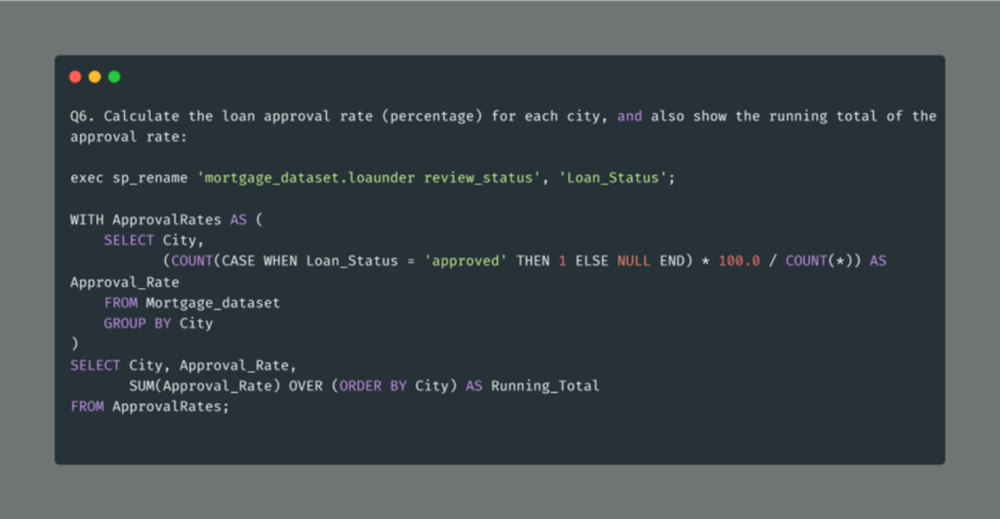 Q6. Calculate the loan approval rate (percentage) for each city, and also show the running total of the
approval rate:
exec sp_rename 'mortgage_dataset.loaunder review_status', 'Loan_Status';
WITH ApprovalRates AS (
    SELECT City,
           (COUNT(CASE WHEN Loan_Status = 'approved' THEN 1 ELSE NULL END) * 100.0 / COUNT(*)) AS
Approval_Rate
    FROM Mortgage_dataset
    GROUP BY City
)
SELECT City, Approval_Rate,
       SUM(Approval_Rate) OVER (ORDER BY City) AS Running_Total
FROM ApprovalRates;